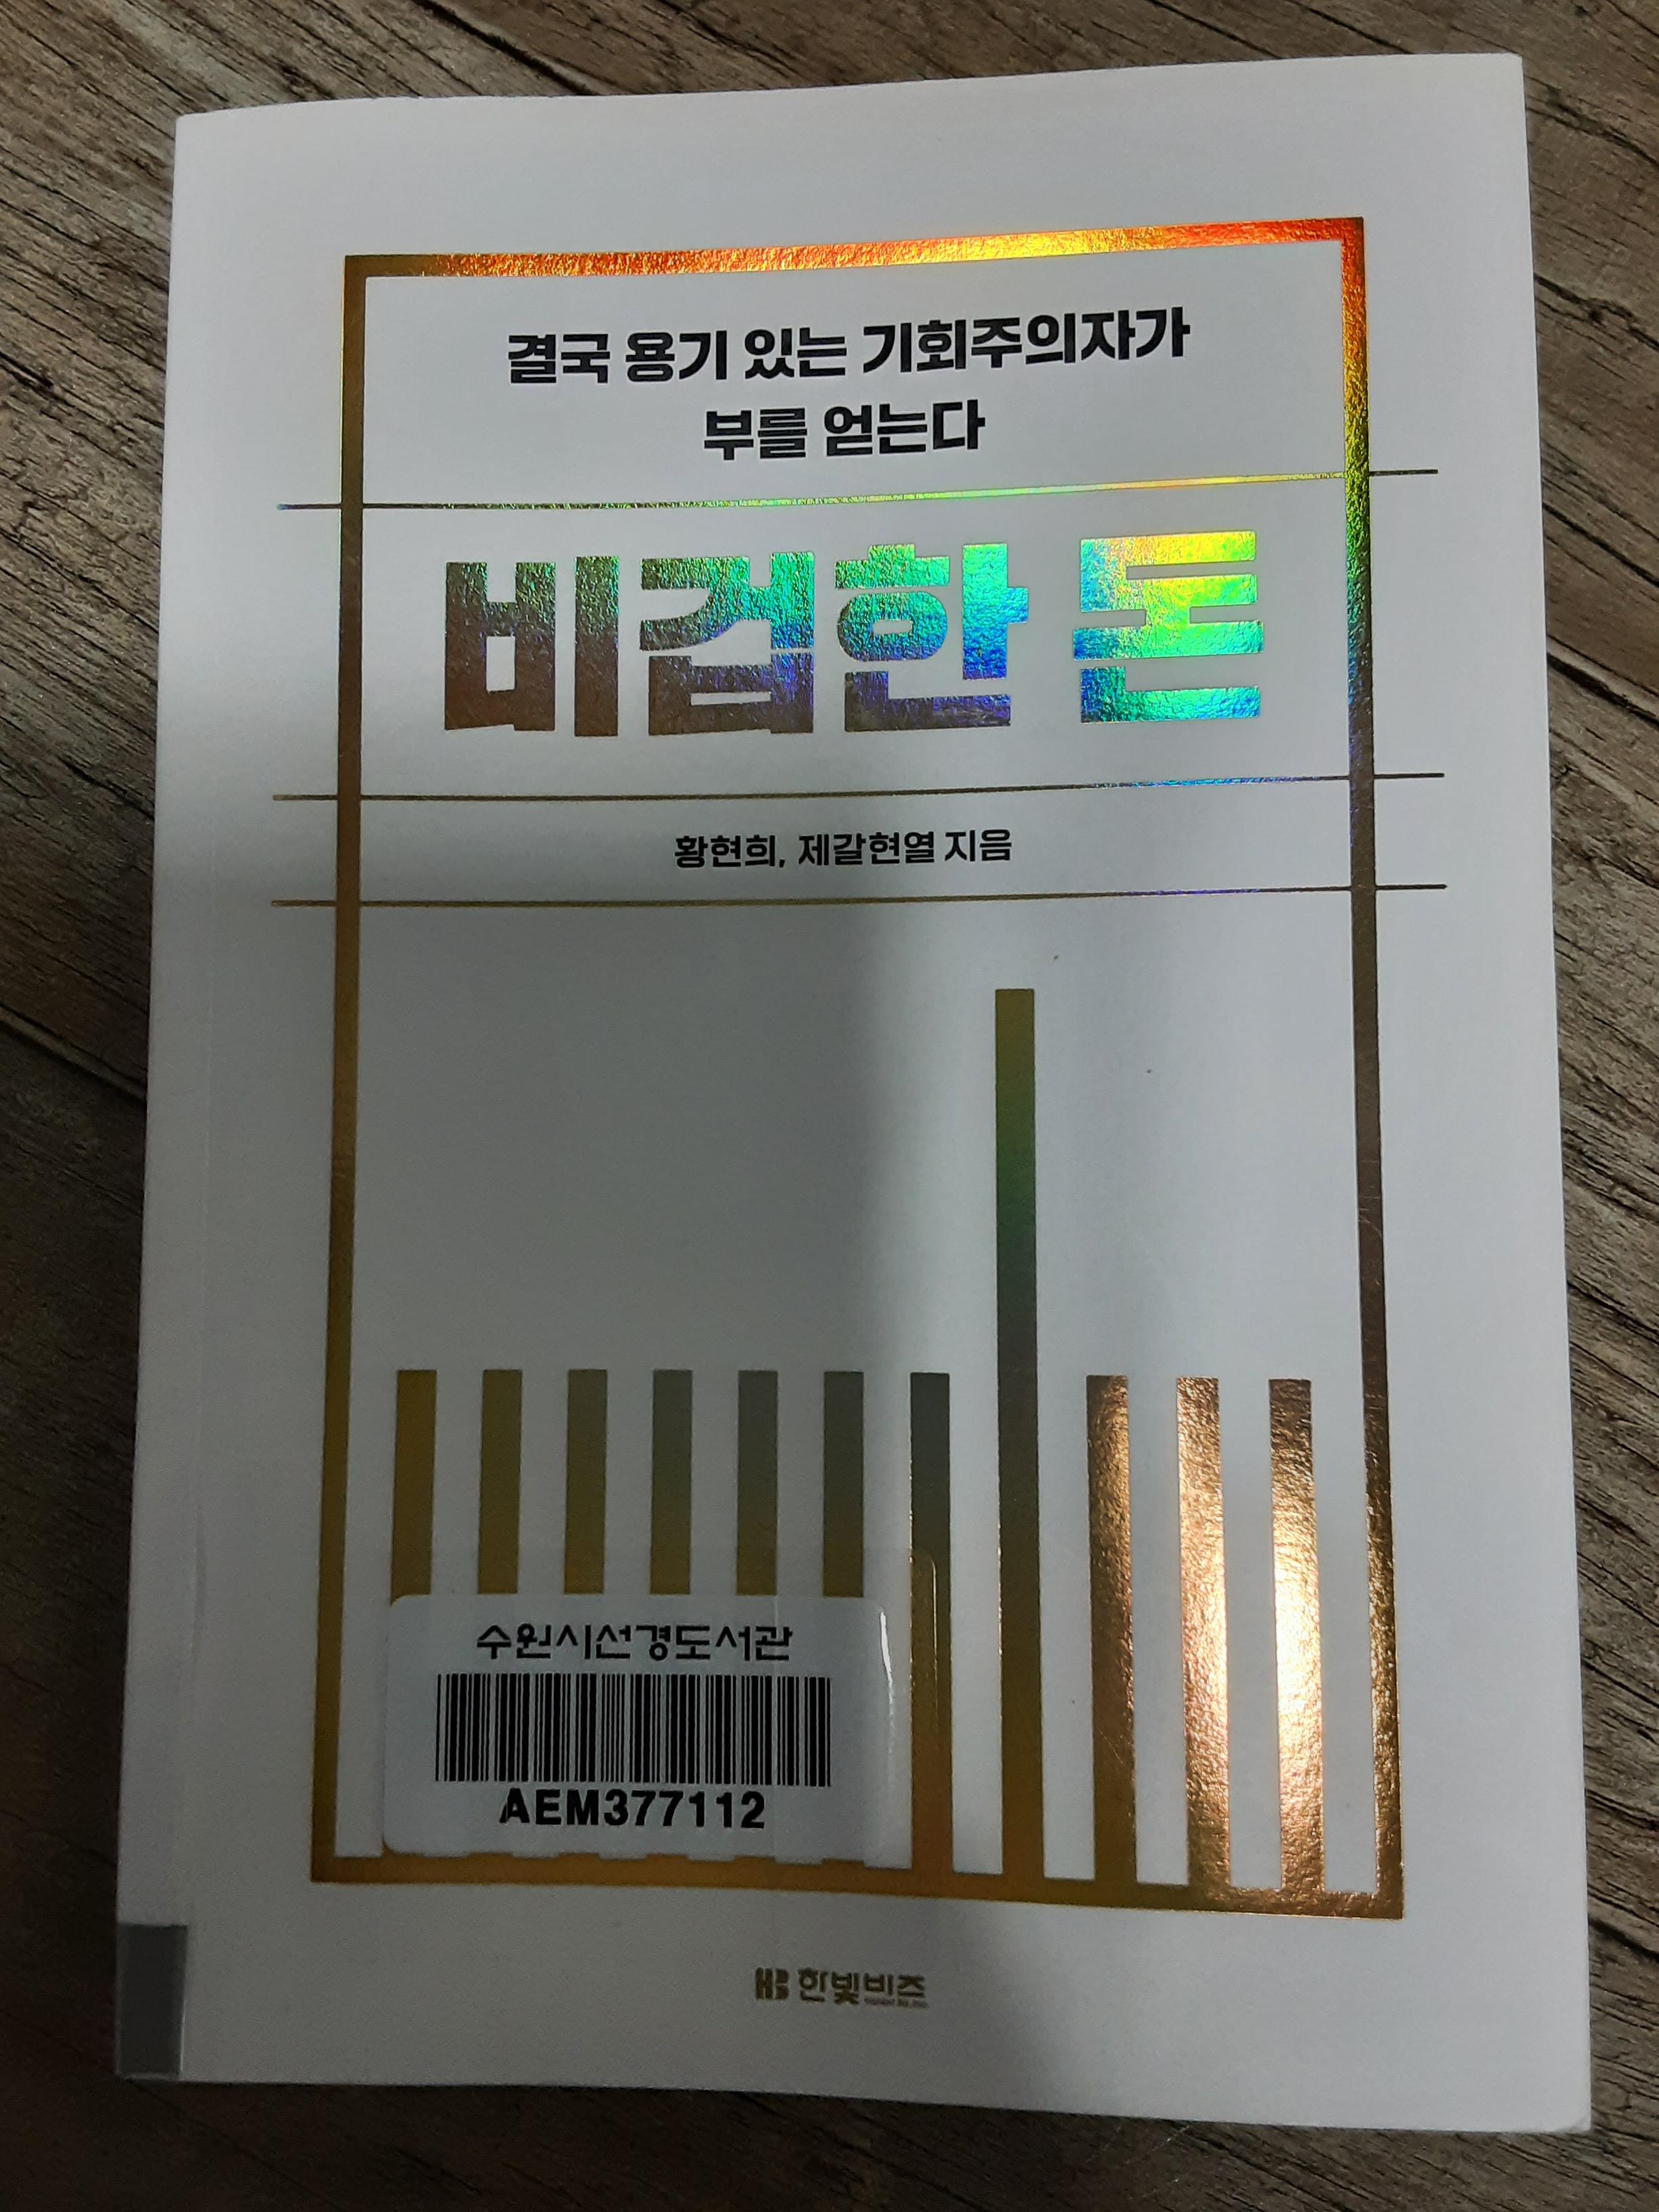 결국 용기 있는 기회주의자가
부를 얻는다
비겁한 돈
황현희, 제갈현열 지음
수원시선경도서관
AEM377112
HB 한빛비즈